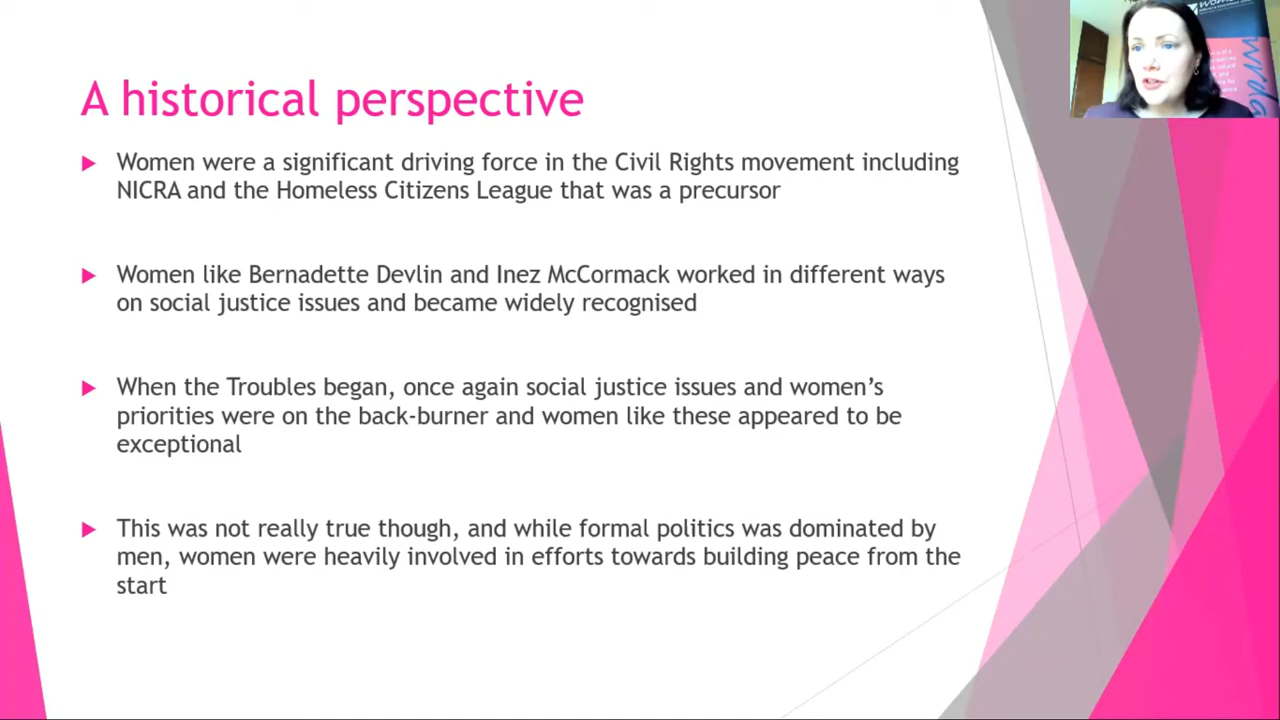 A historical perspective
Women were a significant driving force in the Civil Rights movement including
NICRA and the Homeless Citizens League that was a precursor
Women like Bernadette Devlin and Inez McCormack worked in different ways
on social justice issues and became widely recognised
When the Troubles began, once again social justice issues and women’s
priorities were on the back-burner and women like these appeared to be
exceptional
This was not really true though, and while formal politics was dominated by
men, women were heavily involved in efforts towards building peace from the
start
wrda